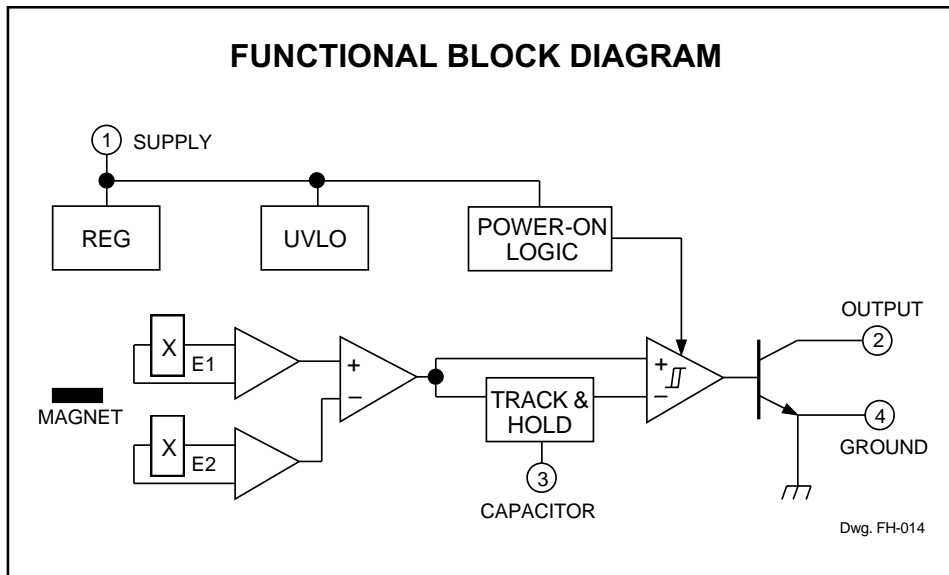 FUNCTIONAL BLOCK DIAGRAM
1 SUPPLY
REG
UVLO
POWER-ON
LOGIC
X
E1
+
−
MAGNET
X
E2
TRACK &
HOLD
3
CAPACITOR
+
−
OUTPUT
2
4
GROUND
Dwg. FH-014